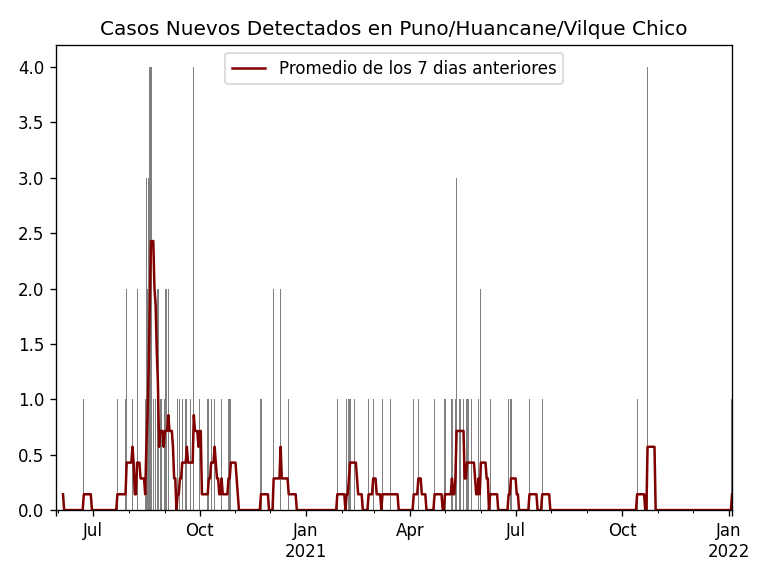 Casos Nuevos Detectados en Puno/Huancane/Vilque Chico
Promedio de los 7 dias anteriores
4.0
3.5
3.0
2.5
2.0
1.5
1.0
0.5
0.0
Jul
Oct
Jan
2021
Apr
Jul
Oct
Jan
2022